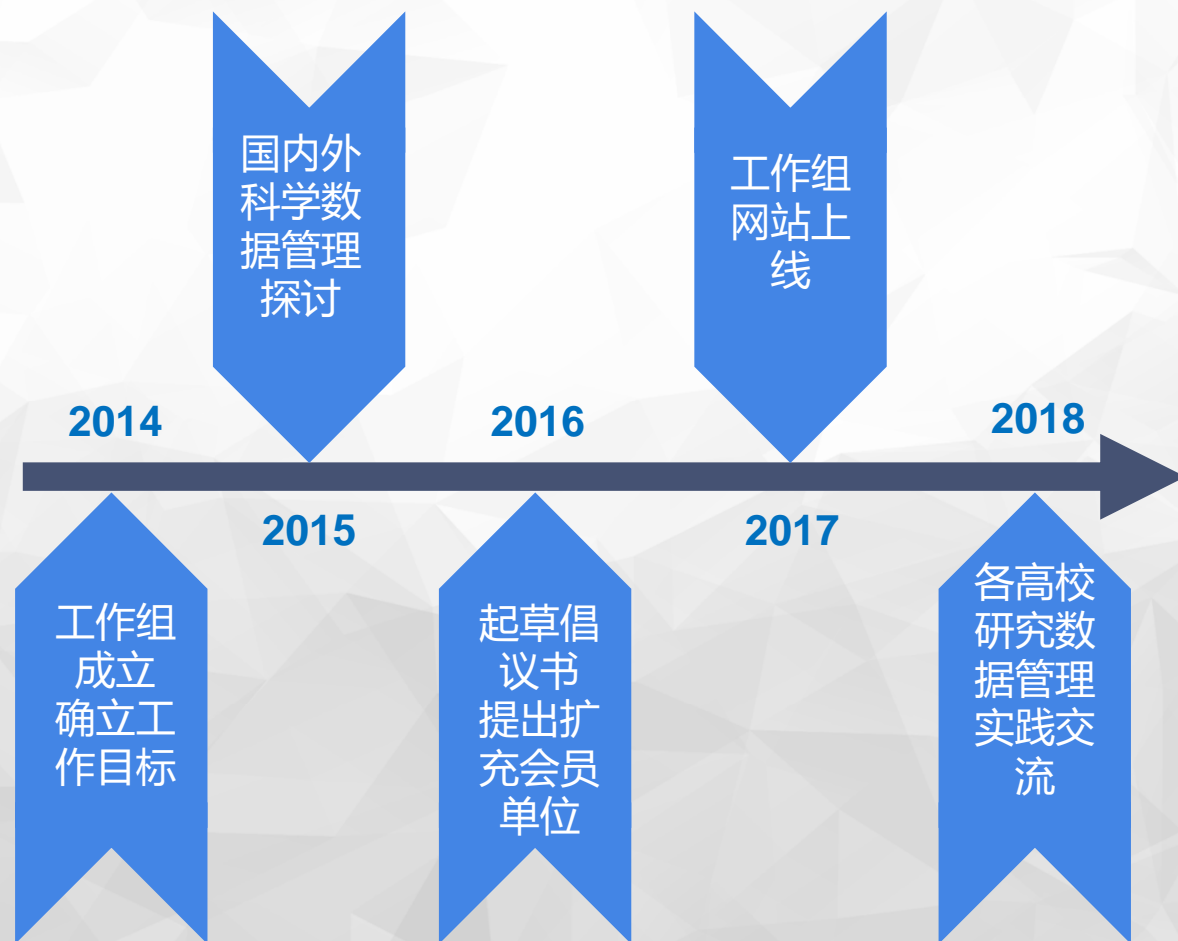 国内外
科学数
据管理
探讨
工作组
网站上
线
2014
2016
2018
2015
2017
工作组
成立
确立工
作目标
起草倡
议书
提出扩
充会员
单位
各高校
研究数
据管理
实践交
流